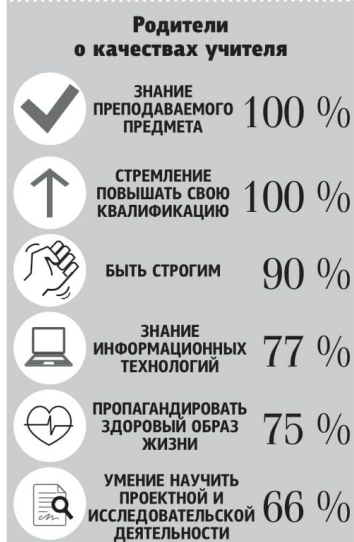 Родители
о качествах учителя
ЗНАНИЕ
ПРЕПОДАВАЕМОГО
ПРЕДМЕТА
100 %
СТРЕМЛЕНИЕ
ПОВЫШАТЬ СВОЮ
КВАЛИФИКАЦИЮ
100 %
БЫТЬ СТРОГИМ
90 %
ЗНАНИЕ
ИНФОРМАЦИОННЫХ
ТЕХНОЛОГИЙ
77 %
ПРОПАГАНДИРОВАТЬ
ЗДОРОВЫЙ ОБРАЗ
ЖИЗНИ
75 %
УМЕНИЕ НАУЧИТЬ
ПРОЕКТНОЙ И
ИССЛЕДОВАТЕЛЬСКОЙ
ДЕЯТЕЛЬНОСТИ
66 %